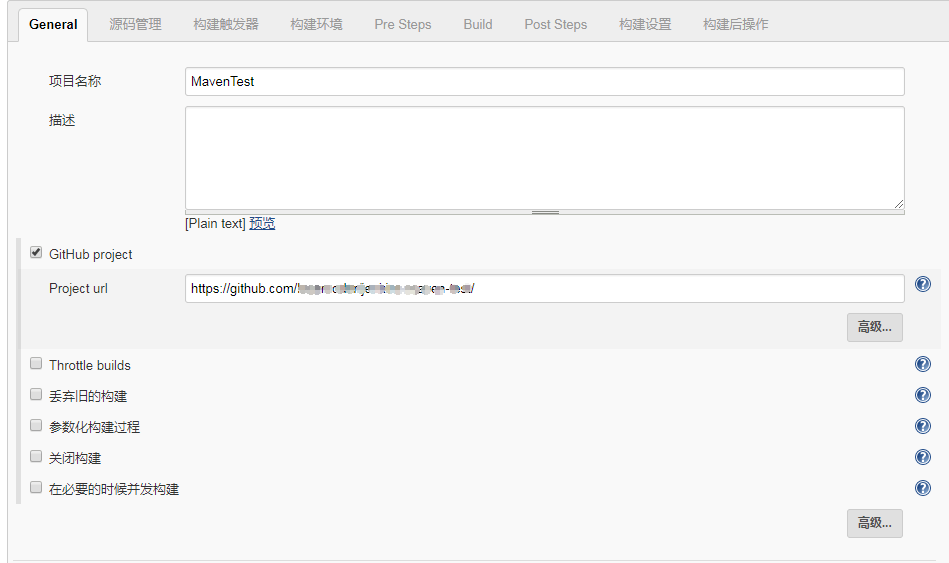 General 源码管理 构建触发器 构建环境 Pre Steps Build Post Steps 构建设置 构建后操作
项目名称 MavenTest
描述
[Plain text] 预览
GitHub project
Project url https://github.com/
高级...
Throttle builds
丢弃旧的构建
参数化构建过程
关闭构建
在必要的时候并发构建
高级...